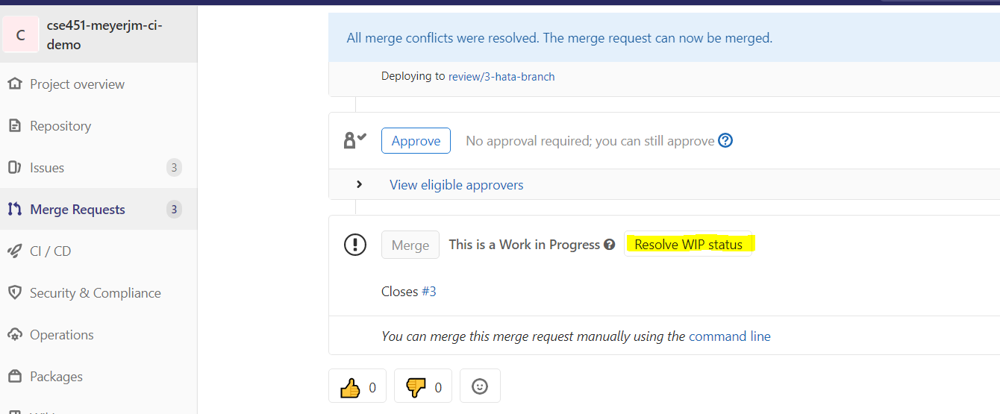 C
cse451-meyerjm-ci-
demo
Project overview
Repository
Issues 3
Merge Requests 3
CI / CD
Security & Compliance
Operations
Packages
All merge conflicts were resolved. The merge request can now be merged.
Deploying to review/3-hata-branch
Approve No approval required; you can still approve ?
View eligible approvers
Merge This is a Work in Progress ? Resolve WIP status
Closes #3
You can merge this merge request manually using the command line
0 0